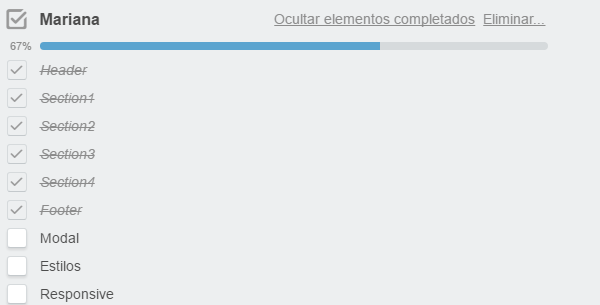 Mariana Ocultar elementos completados Eliminar...
67%
Header
Section1
Section2
Section3
Section4
Footer
Modal
Estilos
Responsive